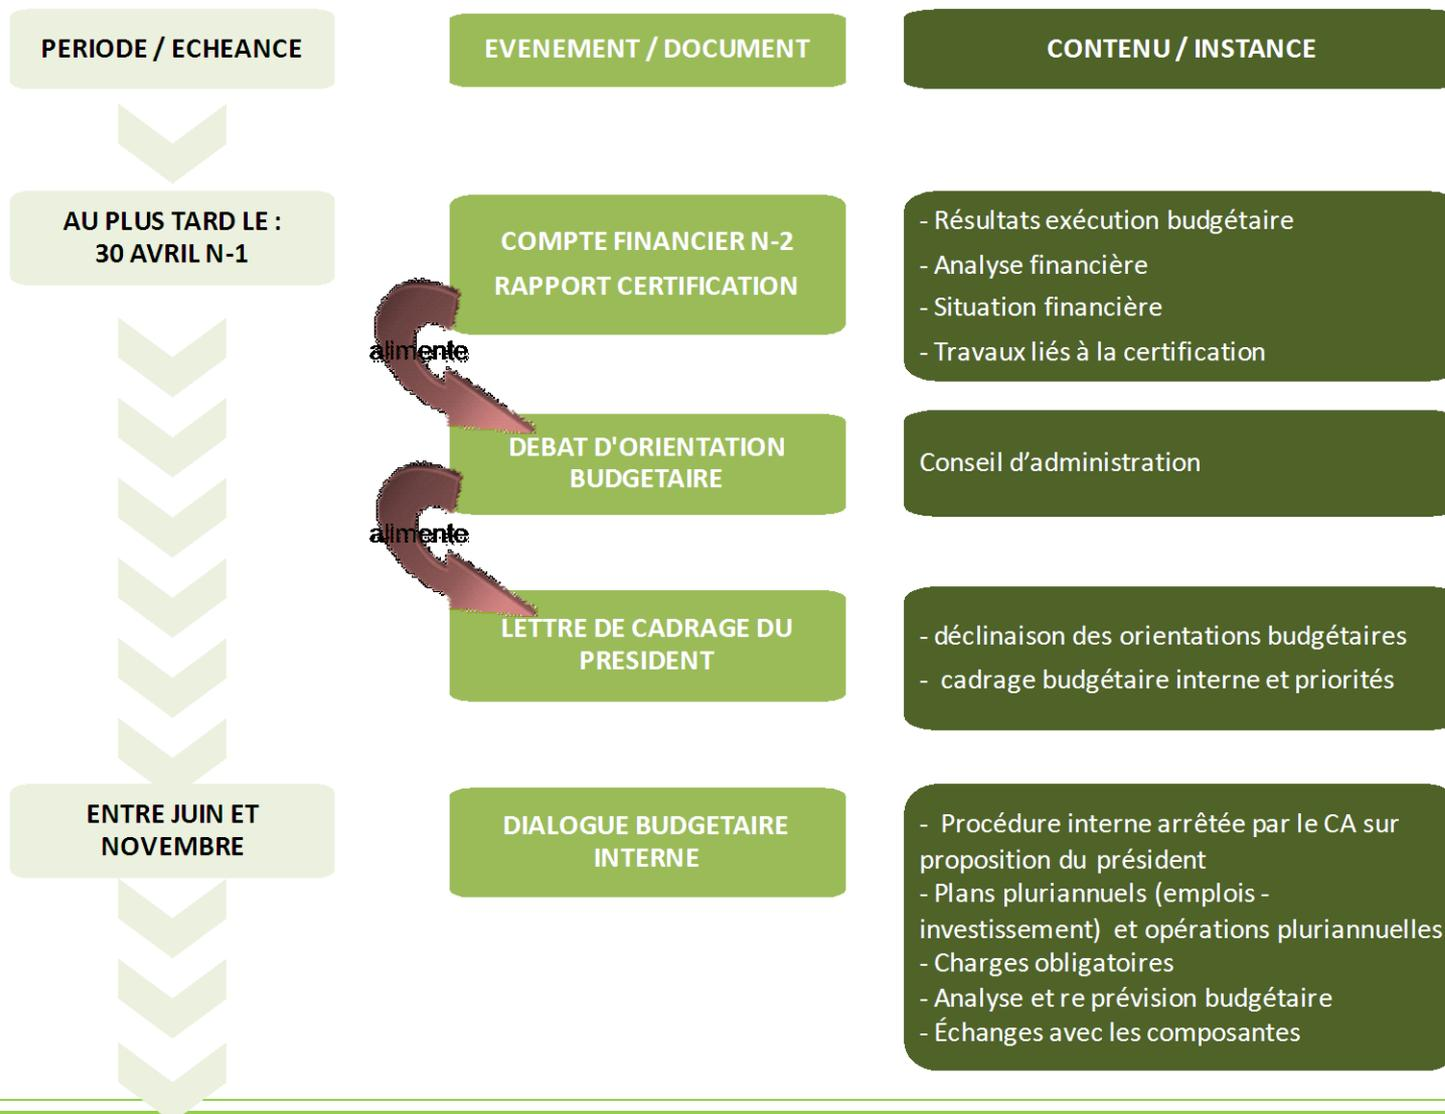 PERIODE / ECHEANCE
EVENEMENT / DOCUMENT
CONTENU / INSTANCE
AU PLUS TARD LE :
30 AVRIL N-1
COMPTE FINANCIER N-2
RAPPORT CERTIFICATION
- Résultats exécution budgétaire
- Analyse financière
- Situation financière
- Travaux liés à la certification
alimente
DEBAT D'ORIENTATION
BUDGETAIRE
Conseil d’administration
alimente
LETTRE DE CADRAGE DU
PRESIDENT
- déclinaison des orientations budgétaires
- cadrage budgétaire interne et priorités
ENTRE JUIN ET
NOVEMBRE
DIALOGUE BUDGETAIRE
INTERNE
- Procédure interne arrêtée par le CA sur
proposition du président
- Plans pluriannuels (emplois -
investissement) et opérations pluriannuelles
- Charges obligatoires
- Analyse et re prévision budgétaire
- Échanges avec les composantes